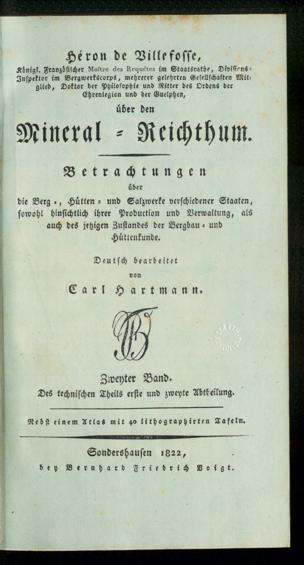 Héron de Villefosse,
Königl. Französischer Maître des Requêtes im Staatsrathe, Divisions-
Inspektor im Bergwerkscorps, mehrerer gelehrten Gesellschaften Mit-
glied, Doktor der Philosophie und Ritter des Ordens der
Ehrenlegion und der Guelphen,
über den
Mineral-Reichthum.
Betrachtungen
über
die Berg-, Hütten- und Salzwerke verschiedener Staaten,
sowohl hinsichtlich ihrer Production und Verwaltung, als
auch des jetzigen Zustandes der Bergbau- und
Hüttenkunde.
Deutsch bearbeitet
von
Carl Hartmann.
Zweyter Band.
Des technischen Theils erste und zweyte Abtheilung.
Nebst einem Atlas mit 40 lithographirten Tafeln.
Sondershausen 1822,
bey Bernhard Friedrich Voigt.